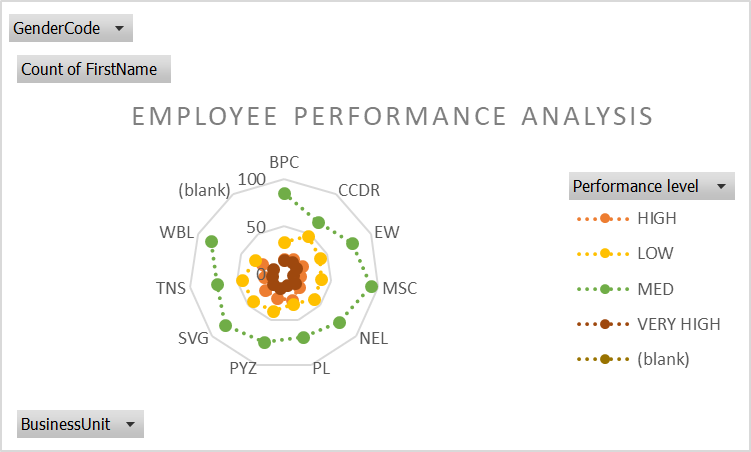 GenderCode
Count of FirstName
EMPLOYEE PERFORMANCE ANALYSIS
BPC
100
(blank)
CCDR
Performance level
HIGH
50
WBL
EW
LOW
0
TNS
MSC
MED
SVG
NEL
VERY HIGH
PYZ
PL
(blank)
BusinessUnit